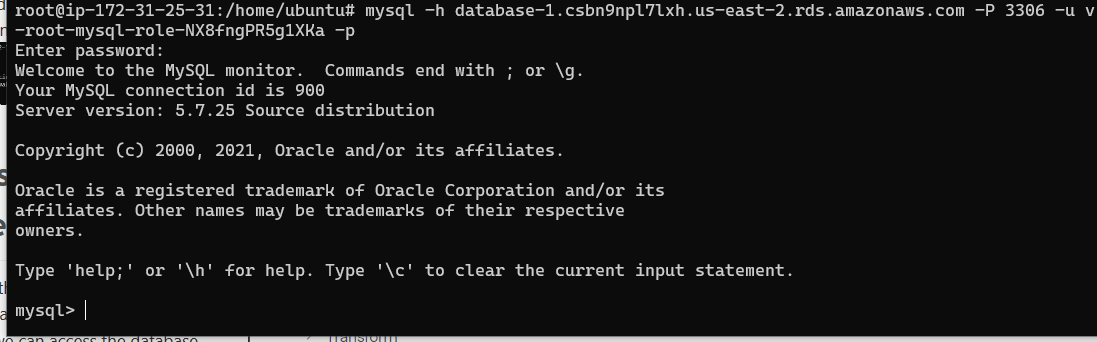 root@ip-172-31-25-31:/home/ubuntu# mysql -h database-1.csbn9npl7lxh.us-east-2.rds.amazonaws.com -P 3306 -u v
-root-mysql-role-NX8fngPR5g1XKa -p
Enter password:
Welcome to the MySQL monitor.  Commands end with ; or \g.
Your MySQL connection id is 900
Server version: 5.7.25 Source distribution
Copyright (c) 2000, 2021, Oracle and/or its affiliates.
Oracle is a registered trademark of Oracle Corporation and/or its
affiliates. Other names may be trademarks of their respective
owners.
Type 'help;' or '\h' for help. Type '\c' to clear the current input statement.
mysql>
we can access the database
Transform